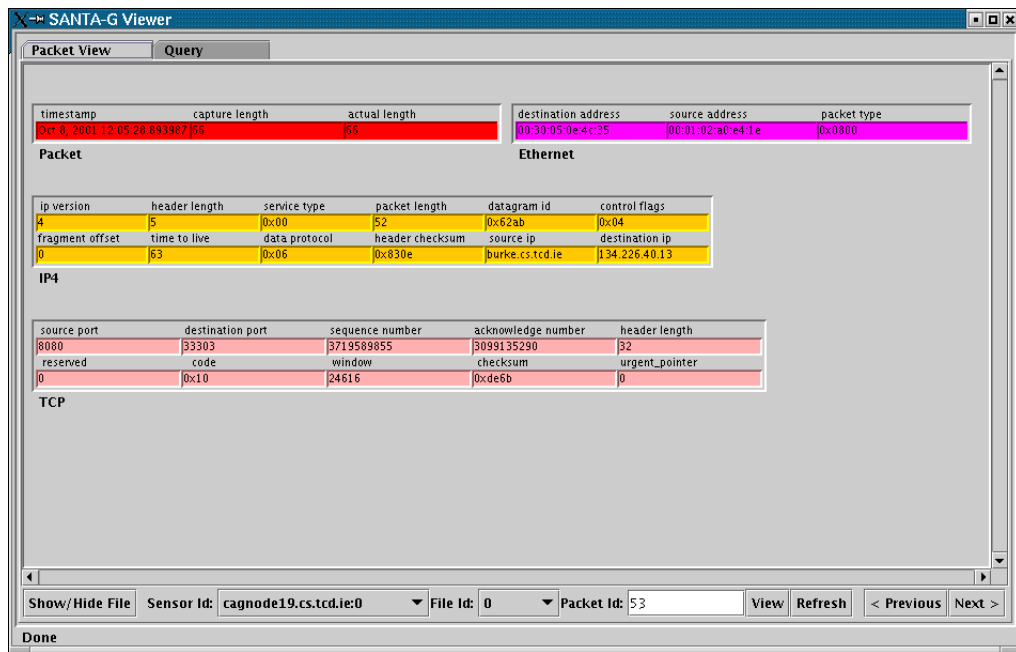 SANTA-G Viewer
Packet View Query
timestamp capture length actual length
Oct 8, 2001 12:05:28.893987 66 66
Packet
destination address source address packet type
00:30:05:0e:4c:35 00:01:02:a0:e4:1e 0x0800
Ethernet
ip version header length service type packet length datagram id control flags
4 5 0x00 52 0x62ab 0x04
fragment offset time to live data protocol header checksum source ip destination ip
0 63 0x06 0x830e burke.cs.tcd.ie 134.226.40.13
IP4
source port destination port sequence number acknowledge number header length
8080 33303 3719589855 3099135290 32
reserved code window checksum urgent_pointer
0 0x10 24616 0xde6b 0
TCP
Show/Hide File Sensor Id: cagnode19.cs.tcd.ie:0 File Id: 0 Packet Id: 53 View Refresh < Previous Next >
Done